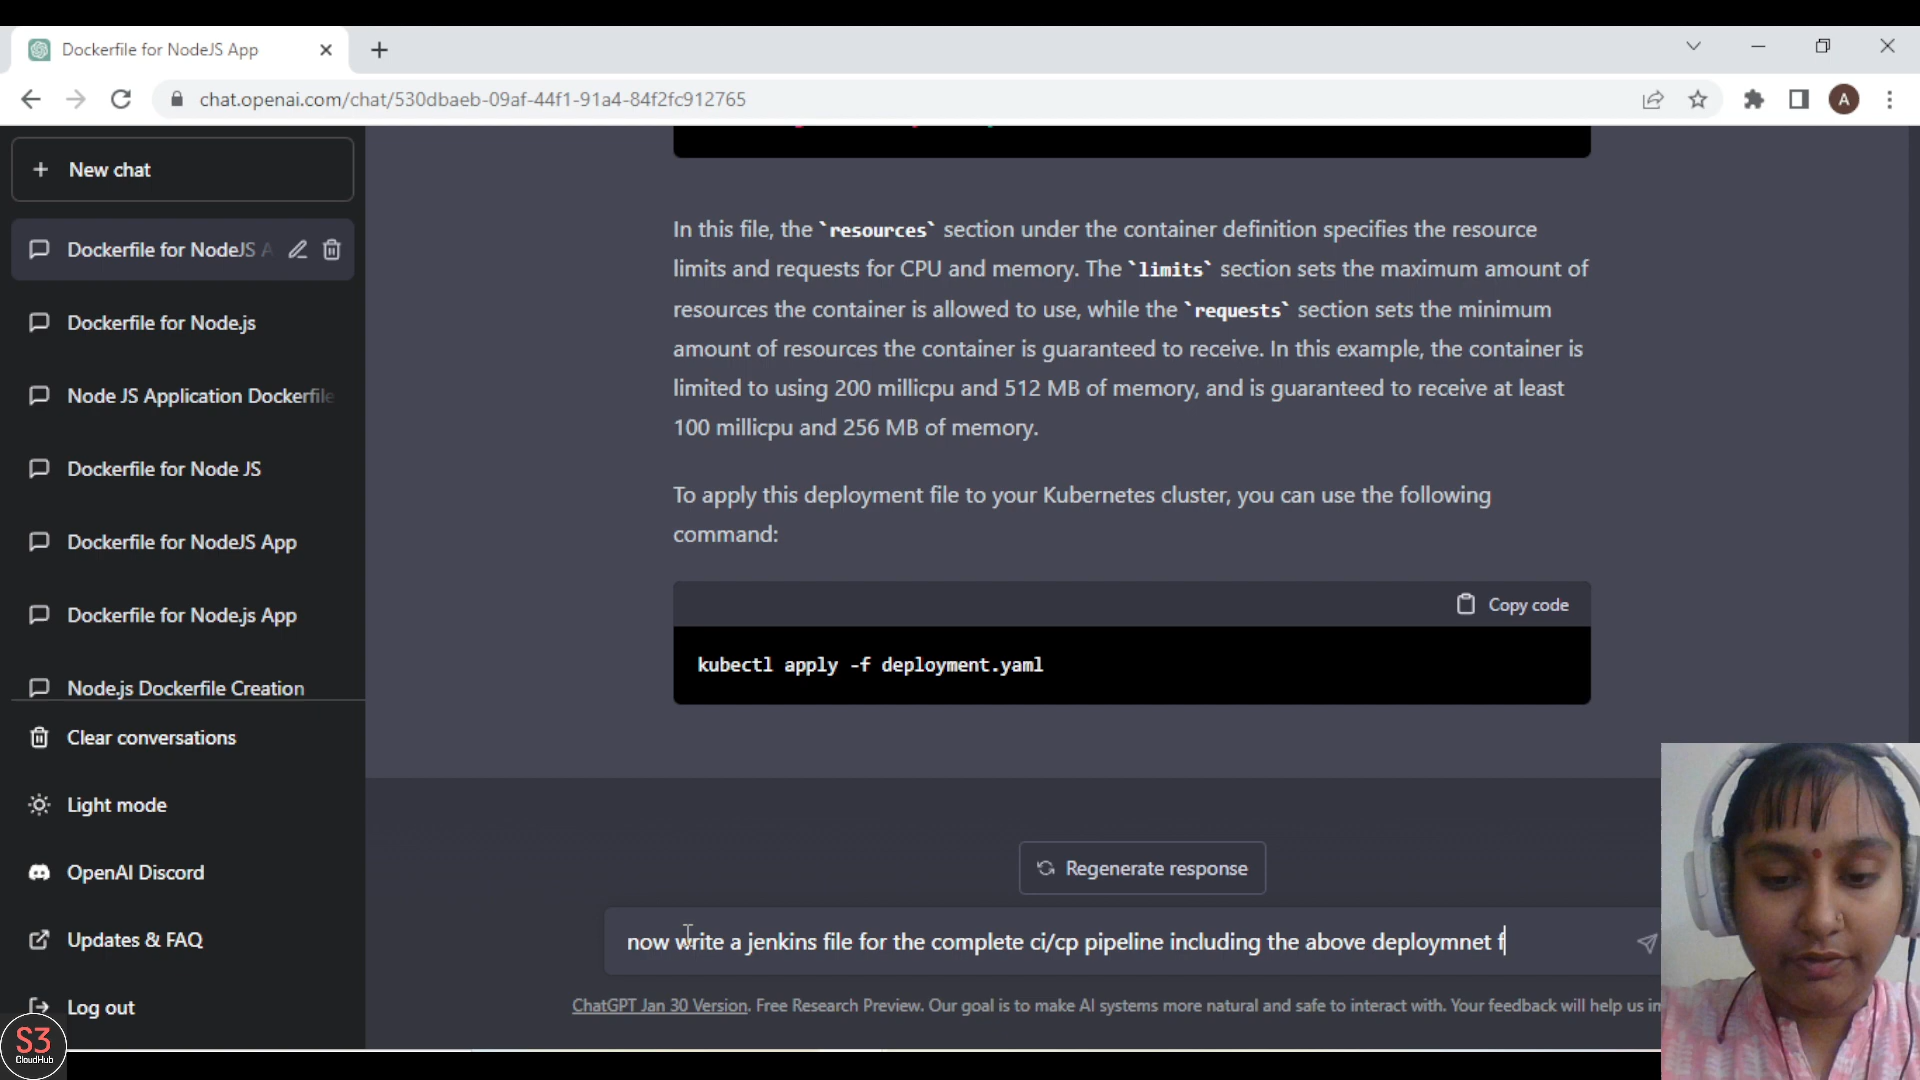 Dockerfile for NodeJS App
chat.openai.com/chat/530dbaeb-09af-44f1-91a4-84f2fc912765
A
New chat
Dockerfile for NodeJS A
Dockerfile for Node.js
Node JS Application Dockerfile
Dockerfile for Node JS
Dockerfile for NodeJS App
Dockerfile for Node.js App
Node.js Dockerfile Creation
Clear conversations
Light mode
OpenAI Discord
Updates & FAQ
Log out
S3
CloudHub
In this file, the `resources` section under the container definition specifies the resource
limits and requests for CPU and memory. The `limits` section sets the maximum amount of
resources the container is allowed to use, while the `requests` section sets the minimum
amount of resources the container is guaranteed to receive. In this example, the container is
limited to using 200 millicpu and 512 MB of memory, and is guaranteed to receive at least
100 millicpu and 256 MB of memory.
To apply this deployment file to your Kubernetes cluster, you can use the following
command:
Copy code
kubectl apply -f deployment.yaml
Regenerate response
now write a jenkins file for the complete ci/cp pipeline including the above deploymnet f
ChatGPT Jan 30 Version. Free Research Preview. Our goal is to make AI systems more natural and safe to interact with. Your feedback will help us im